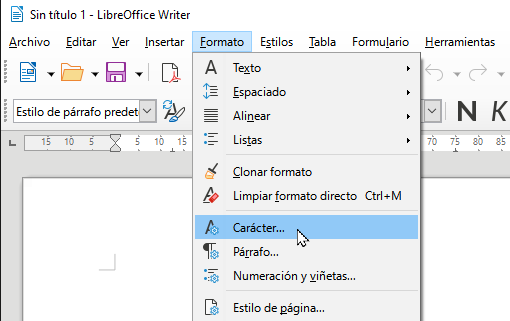 Sin título 1 - LibreOffice Writer
Archivo Editar Ver Insertar Formato Estilos Tabla Formulario Herramientas
Texto
Espaciado
Alinear
Listas
Clonar formato
Limpiar formato directo Ctrl+M
Carácter...
Párrafo...
Numeración y viñetas...
Estilo de página...
Estilo de párrafo predet
N K
15 10 5 5 10 70 75 80 85